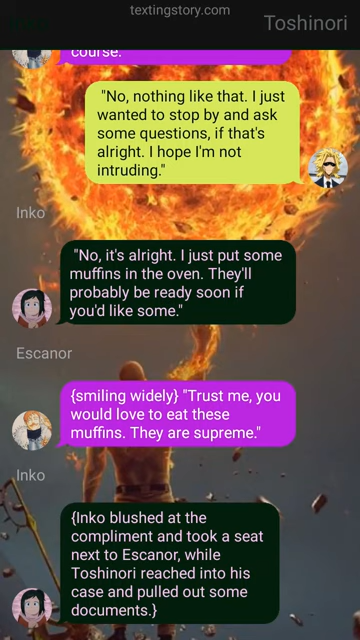 textingstory.com
Toshinori
course.
"No, nothing like that. I just
wanted to stop by and ask
some questions, if that's
alright. I hope I'm not
intruding."
Inko
"No, it's alright. I just put some
muffins in the oven. They'll
probably be ready soon if
you'd like some."
Escanor
{smiling widely} "Trust me, you
would love to eat these
muffins. They are supreme."
Inko
{Inko blushed at the
compliment and took a seat
next to Escanor, while
Toshinori reached into his
case and pulled out some
documents.}